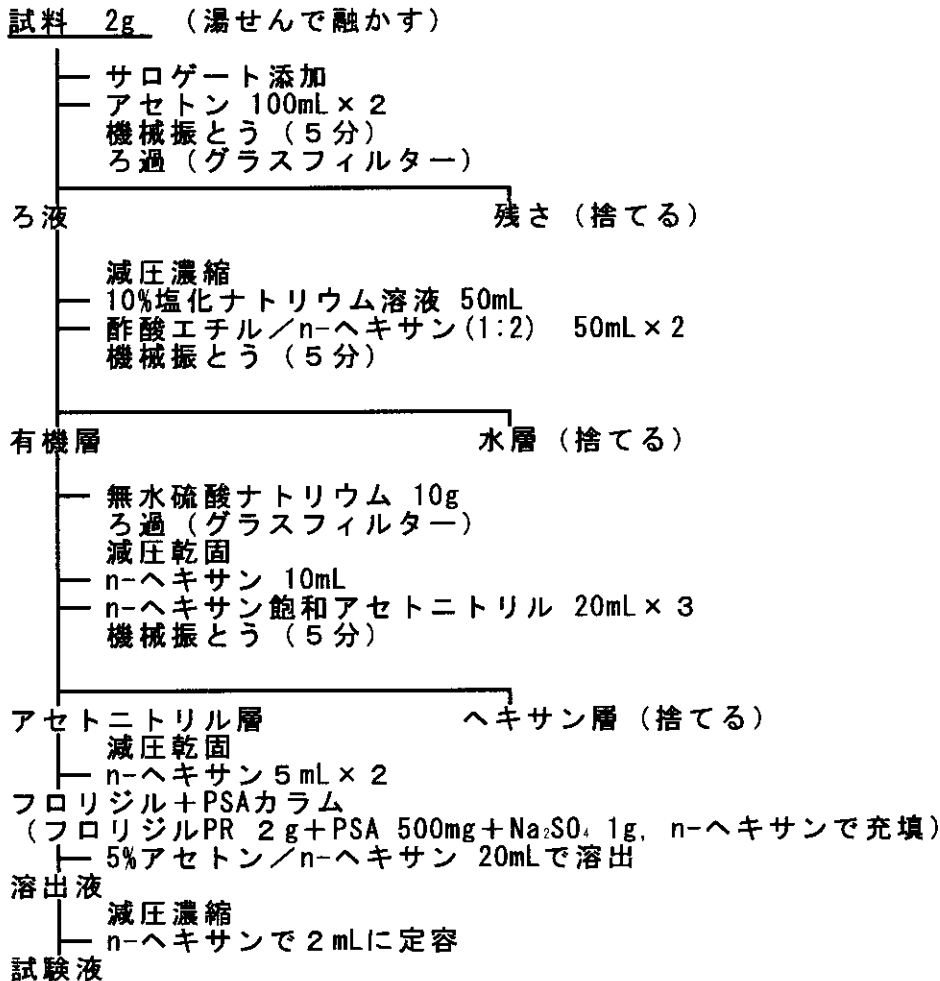 試料 2g (湯せんで融かす)
サロゲート添加
アセトン 100mL×2
機械振とう(5分)
ろ過(グラスフィルター)
ろ液 残さ(捨てる)
減圧濃縮
10%塩化ナトリウム溶液 50mL
酢酸エチル/n-ヘキサン(1:2) 50mL×2
機械振とう(5分)
有機層 水層(捨てる)
無水硫酸ナトリウム 10g
ろ過(グラスフィルター)
減圧乾固
n-ヘキサン 10mL
n-ヘキサン飽和アセトニトリル 20mL×3
機械振とう(5分)
アセトニトリル層 ヘキサン層(捨てる)
減圧乾固
n-ヘキサン5mL×2
フロリジル+PSAカラム
(フロリジルPR 2g+PSA 500mg+Na₂SO₄ 1g, n-ヘキサンで充填)
5%アセトン/n-ヘキサン 20mLで溶出
溶出液
減圧濃縮
n-ヘキサンで2mLに定容
試験液